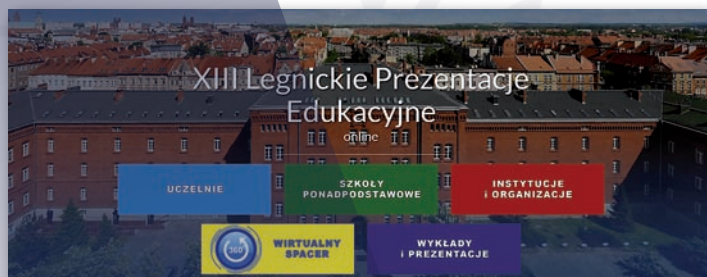 XIII Legnickie Prezentacje
Edukacyjne
online
UCZELNIE
SZKOŁY
PONADPODSTAWOWE
INSTYTUCJE
i ORGANIZACJE
360°
WIRTUALNY
SPACER
WYKŁADY
i PREZENTACJE